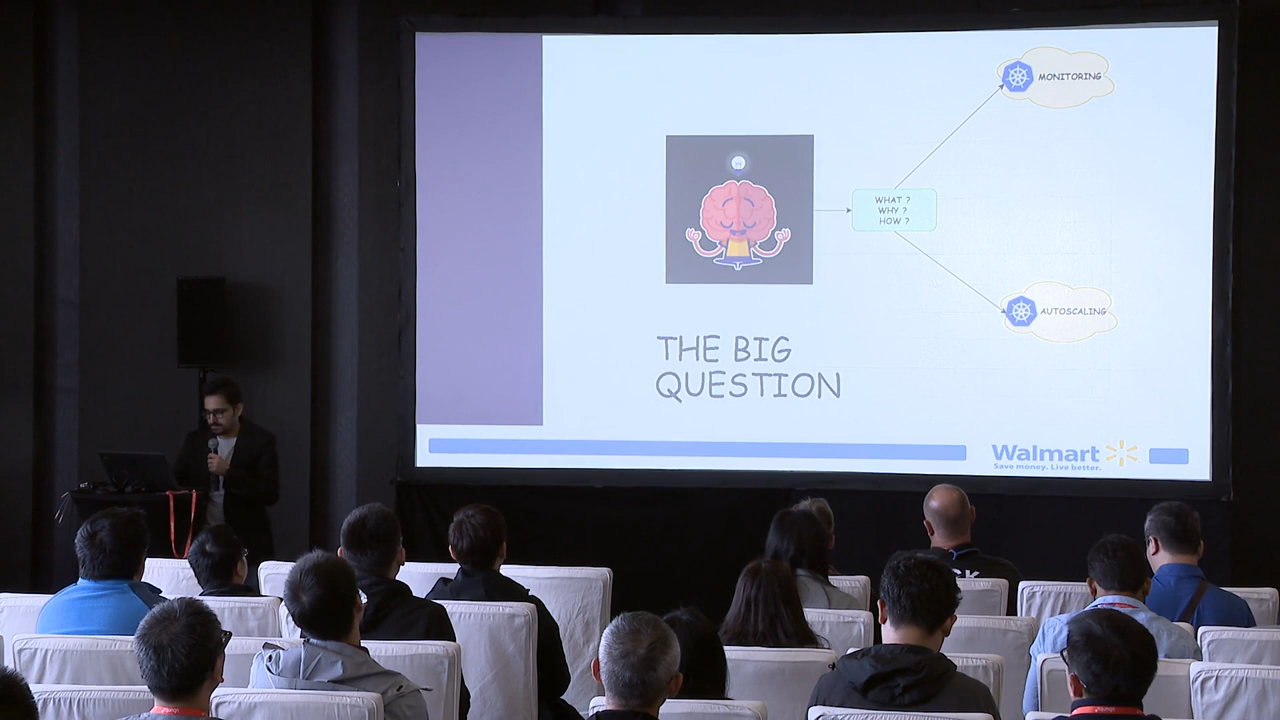 MONITORING
WHAT ?
WHY ?
HOW ?
AUTOSCALING
THE BIG
QUESTION
Walmart
Save money. Live better.